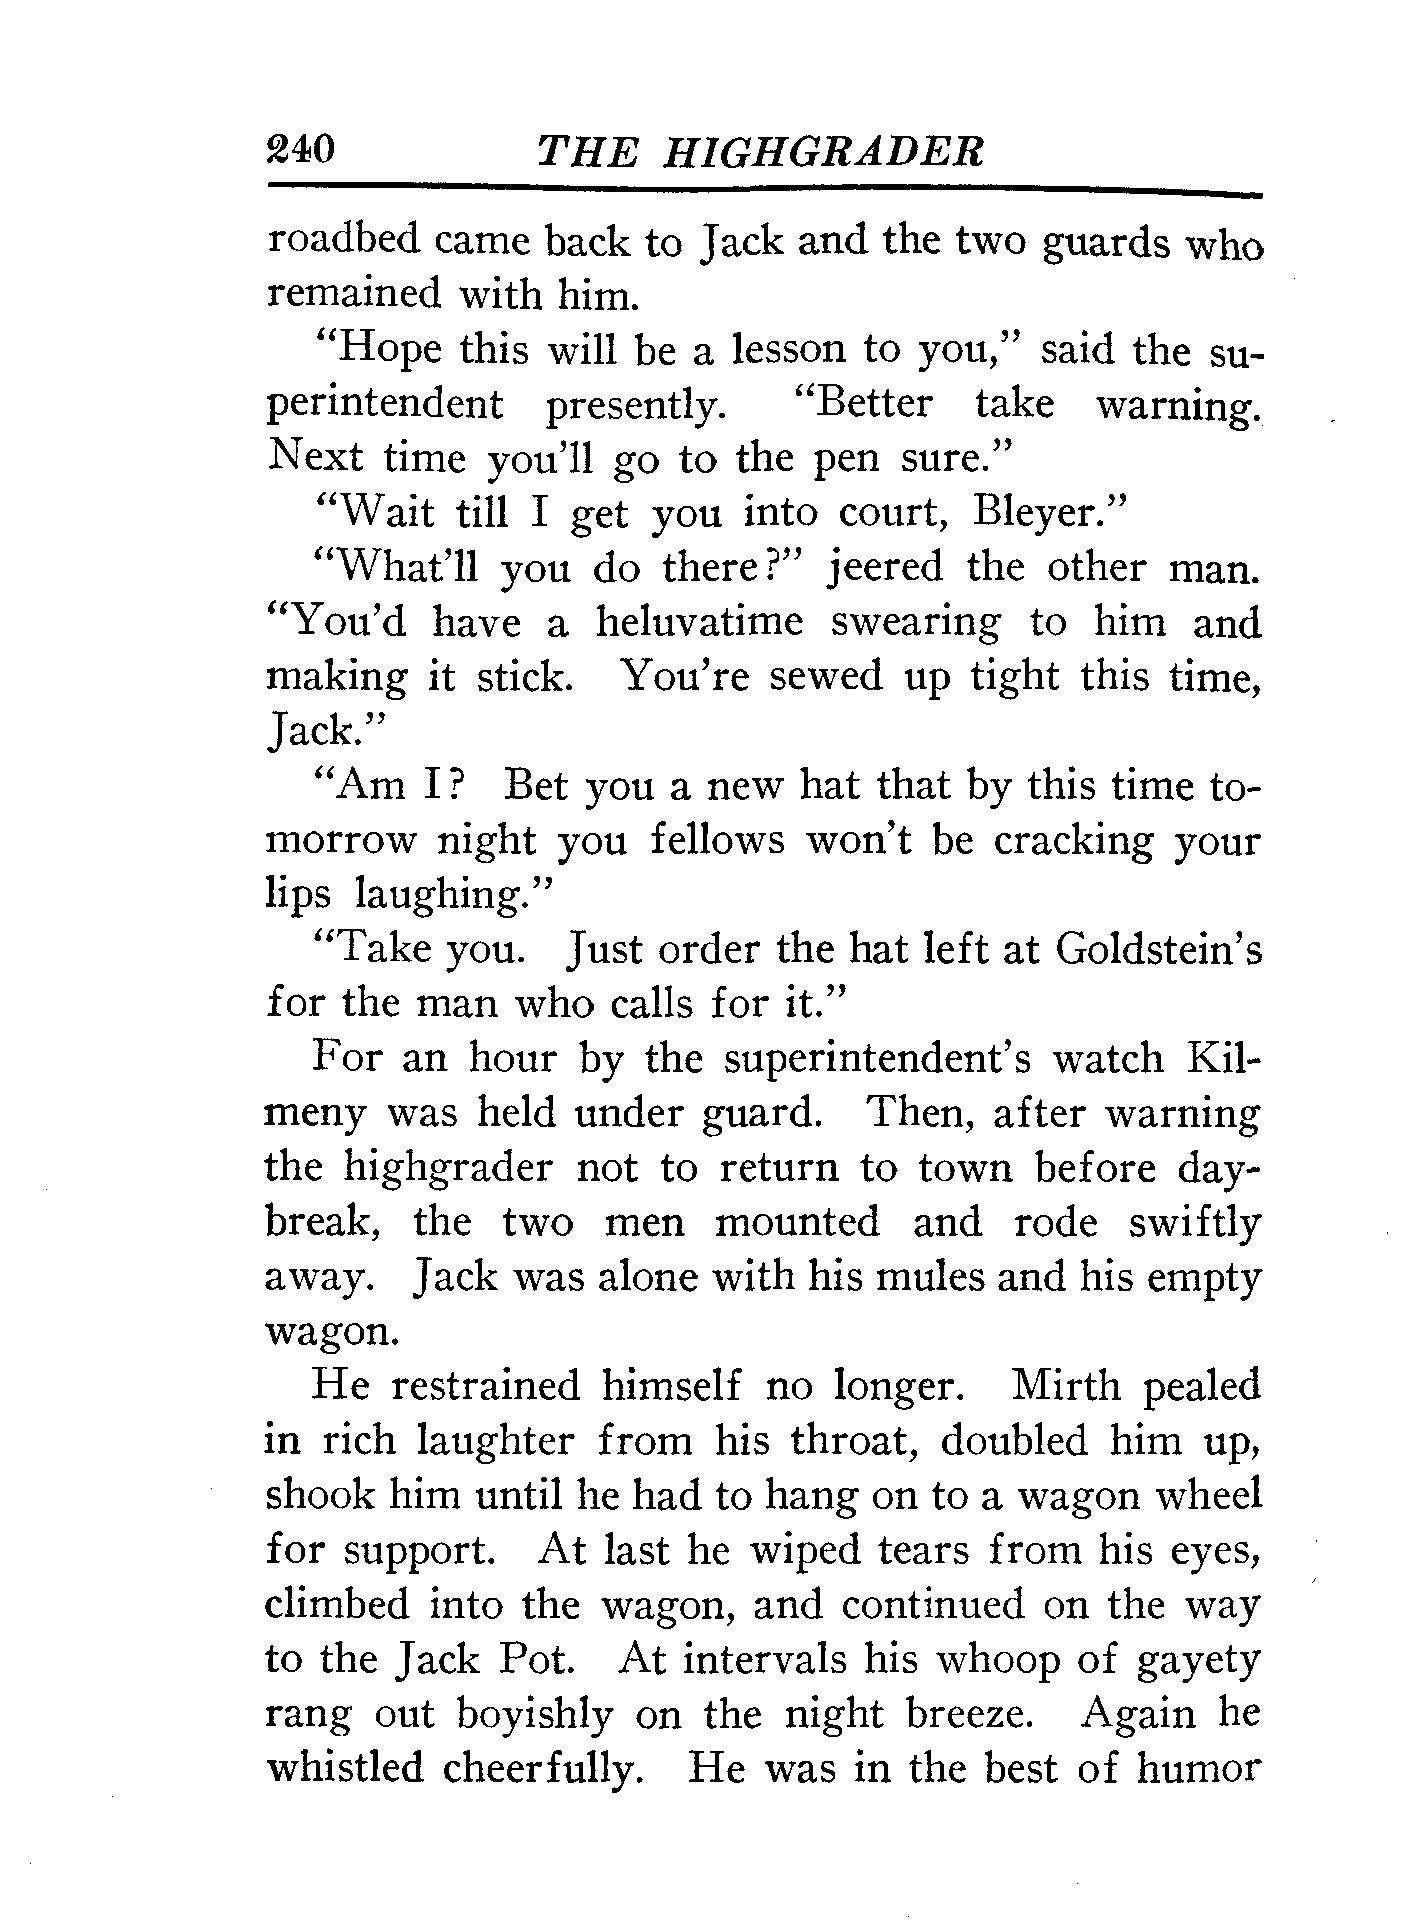 240 THE HIGHGRADER
roadbed came back to Jack and the two guards who
remained with him.
“Hope this will be a lesson to you,” said the su-
perintendent presently. “Better take warning.
Next time you’ll go to the pen sure.”
“Wait till I get you into court, Bleyer.”
“What’ll you do there?” jeered the other man.
“You’d have a heluvatime swearing to him and
making it stick. You’re sewed up tight this time,
Jack.”
“Am I? Bet you a new hat that by this time to-
morrow night you fellows won’t be cracking your
lips laughing.”
“Take you. Just order the hat left at Goldstein’s
for the man who calls for it.”
For an hour by the superintendent’s watch Kil-
meny was held under guard. Then, after warning
the highgrader not to return to town before day-
break, the two men mounted and rode swiftly
away. Jack was alone with his mules and his empty
wagon.
He restrained himself no longer. Mirth pealed
in rich laughter from his throat, doubled him up,
shook him until he had to hang on to a wagon wheel
for support. At last he wiped tears from his eyes,
climbed into the wagon, and continued on the way
to the Jack Pot. At intervals his whoop of gayety
rang out boyishly on the night breeze. Again he
whistled cheerfully. He was in the best of humor